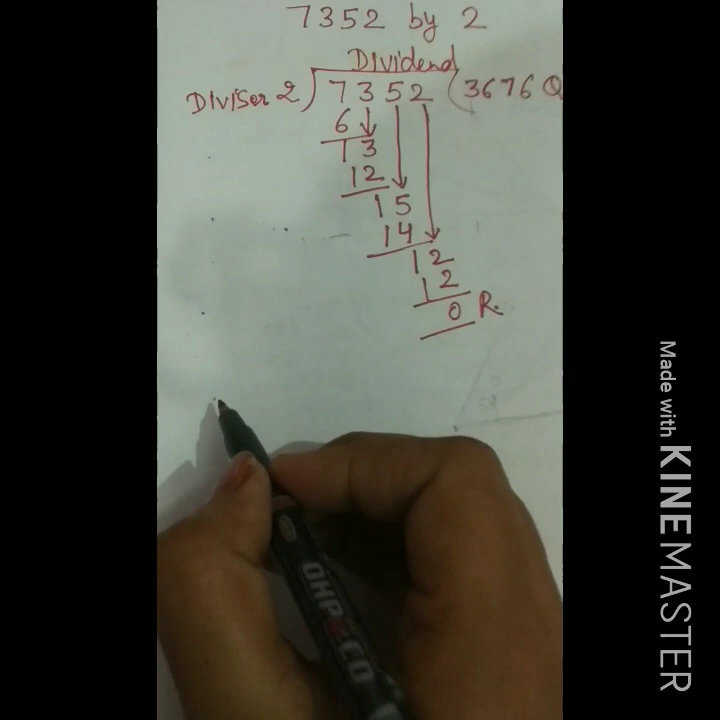 7352 by 2
Dividend
Diviser 2) 7352 (3676 Q
6
13
12
15
14
12
12
0 R.
Made with KINEMASTER